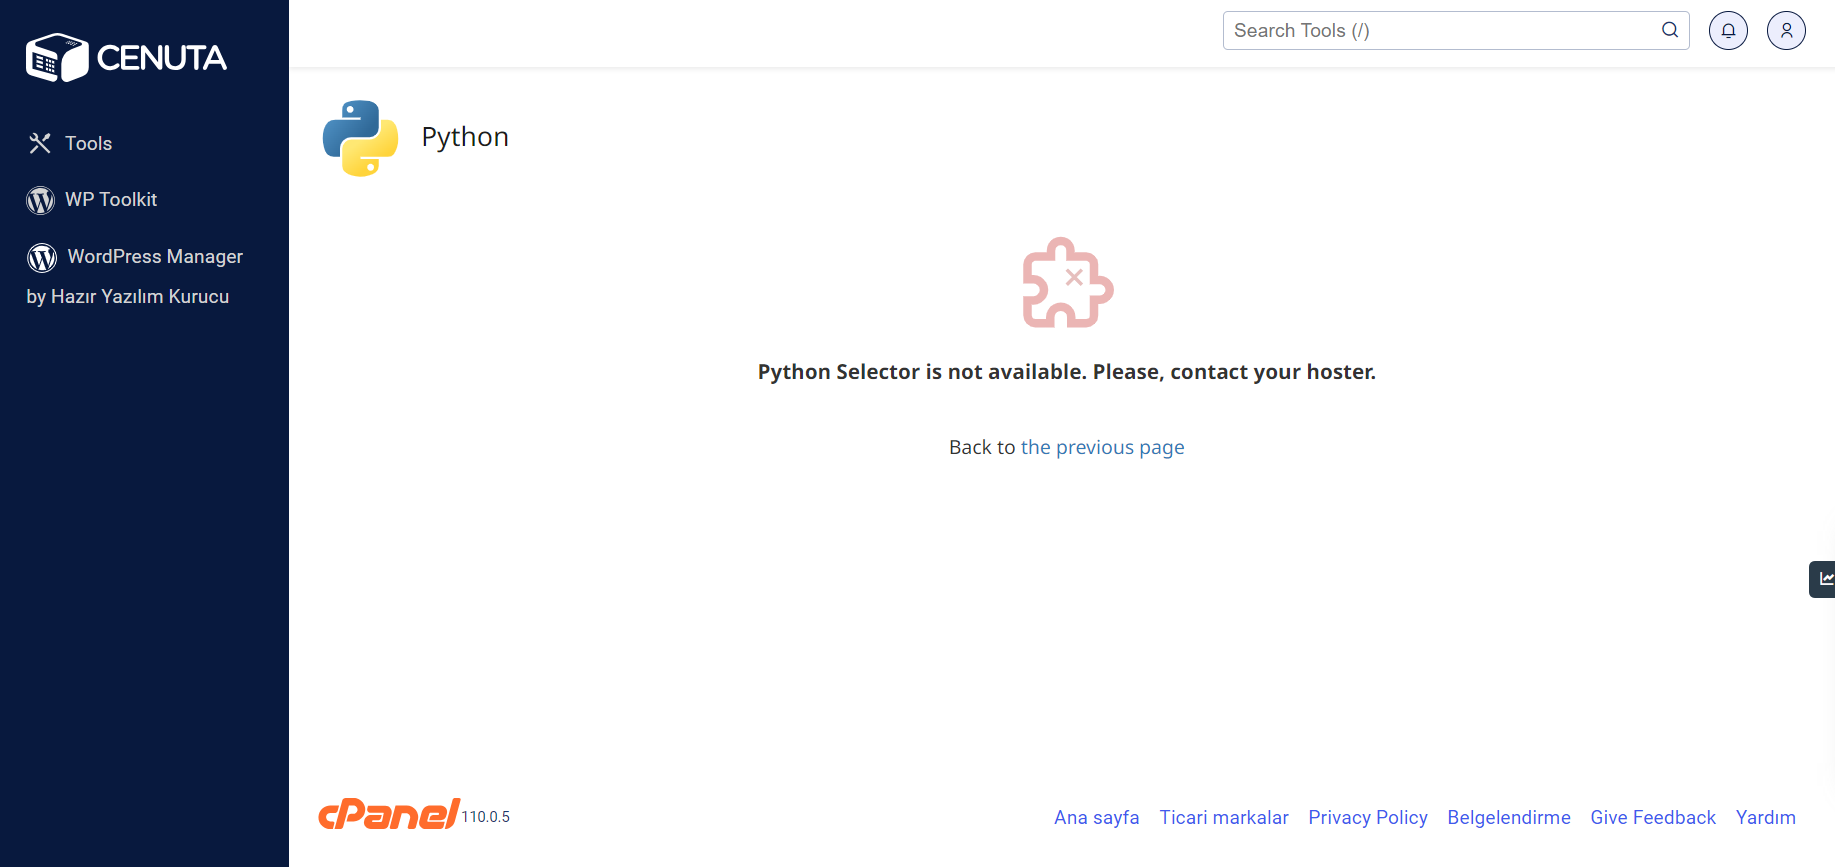 CENUTA
Search Tools (/)
Tools
WP Toolkit
WordPress Manager
by Hazır Yazılım Kurucu
Python
Python Selector is not available. Please, contact your hoster.
Back to the previous page
cPanel 110.0.5
Ana sayfa Ticari markalar Privacy Policy Belgelendirme Give Feedback Yardım